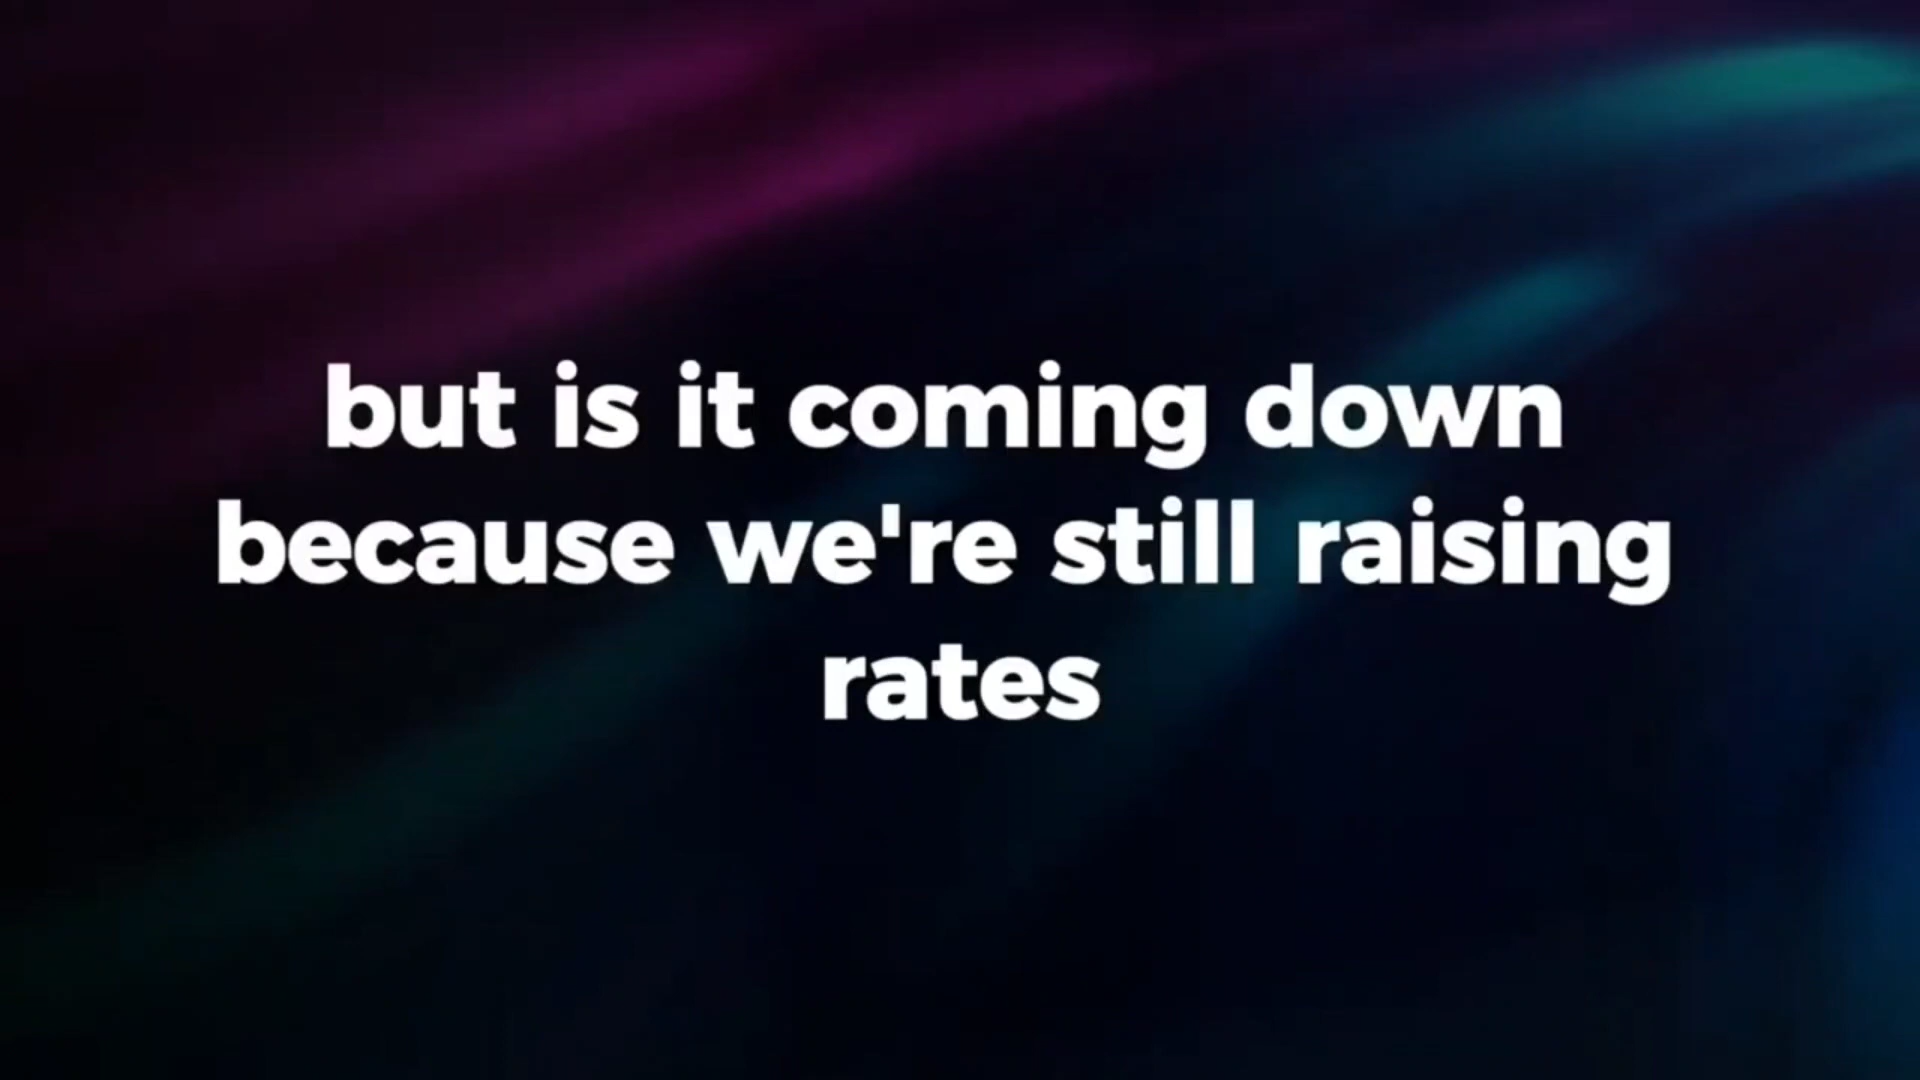 but is it coming down
because we're still raising
rates